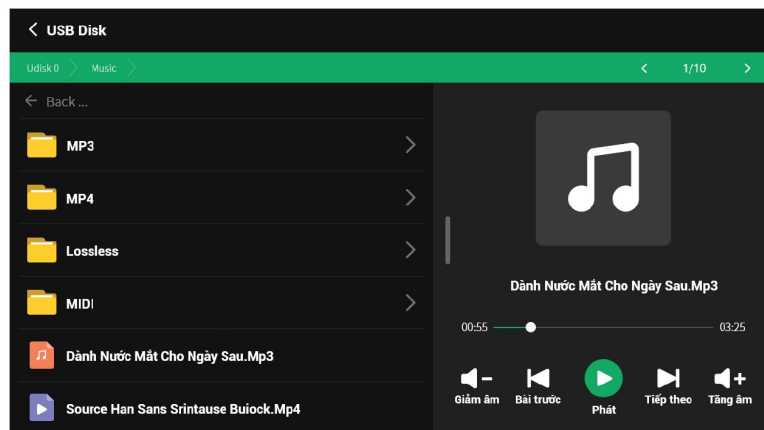 USB Disk
Udisk 0 Music
1/10
Back ...
MP3
MP4
Lossless
MIDI
Dành Nước Mắt Cho Ngày Sau.Mp3
Source Han Sans Srintause Buiock.Mp4
Dành Nước Mắt Cho Ngày Sau.Mp3
00:55 03:25
Giảm âm Bài trước Phát Tiếp theo Tăng âm